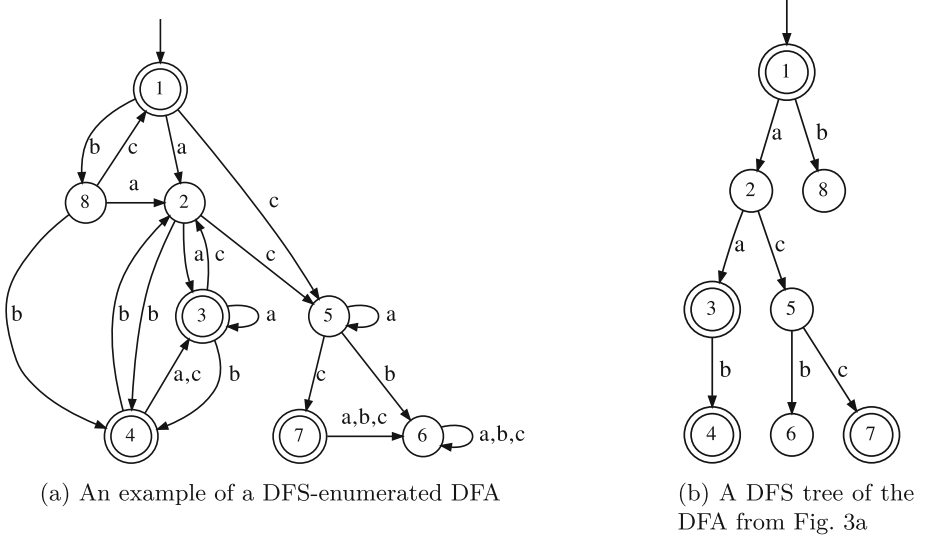 1
1
b
c
a
a
b
8
a
2
c
2
8
c
a
c
b
b
b
a
c
3
a
5
a
3
5
a,c
b
c
b
b
b
c
4
7
a,b,c
6
a,b,c
4
6
7
(a) An example of a DFS-enumerated DFA
(b) A DFS tree of the
DFA from Fig. 3a